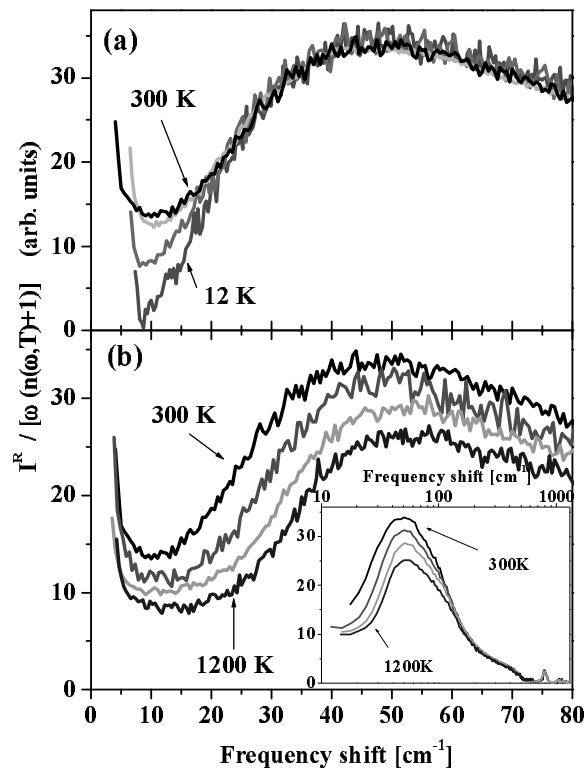 (a)
30
300 K
20
10
12 K
0
(b)
30
300 K
20
10
1200 K
0
I^R / [ω (n(ω,T)+1)] (arb. units)
Frequency shift [cm⁻¹]
10 100 1000
30
300K
20
10
1200K
0
0 10 20 30 40 50 60 70 80
Frequency shift [cm⁻¹]